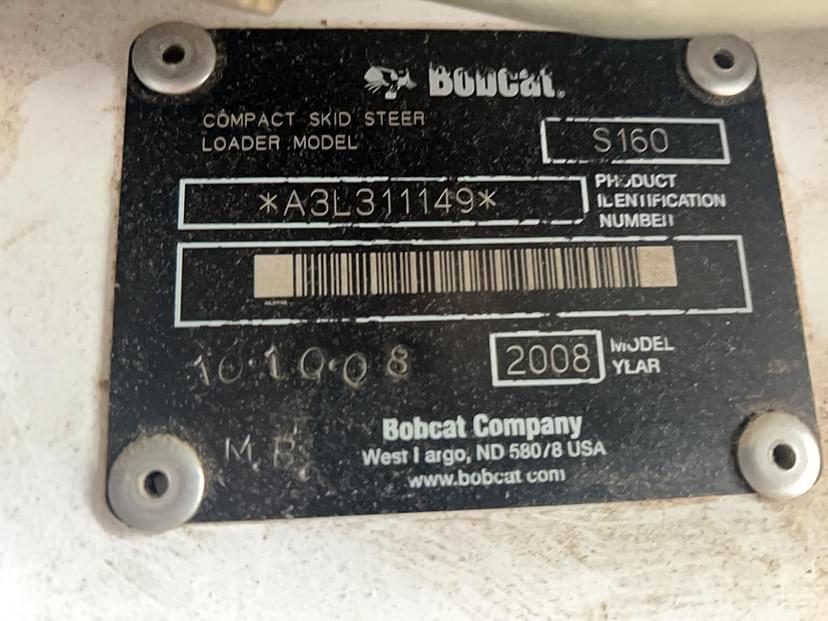 Bobcat®
COMPACT SKID STEER
LOADER MODEL
S160
*A3L311149*
PRODUCT
IDENTIFICATION
NUMBER
2008
MODEL
YEAR
M.B.
Bobcat Company
West Fargo, ND 58078 USA
www.bobcat.com